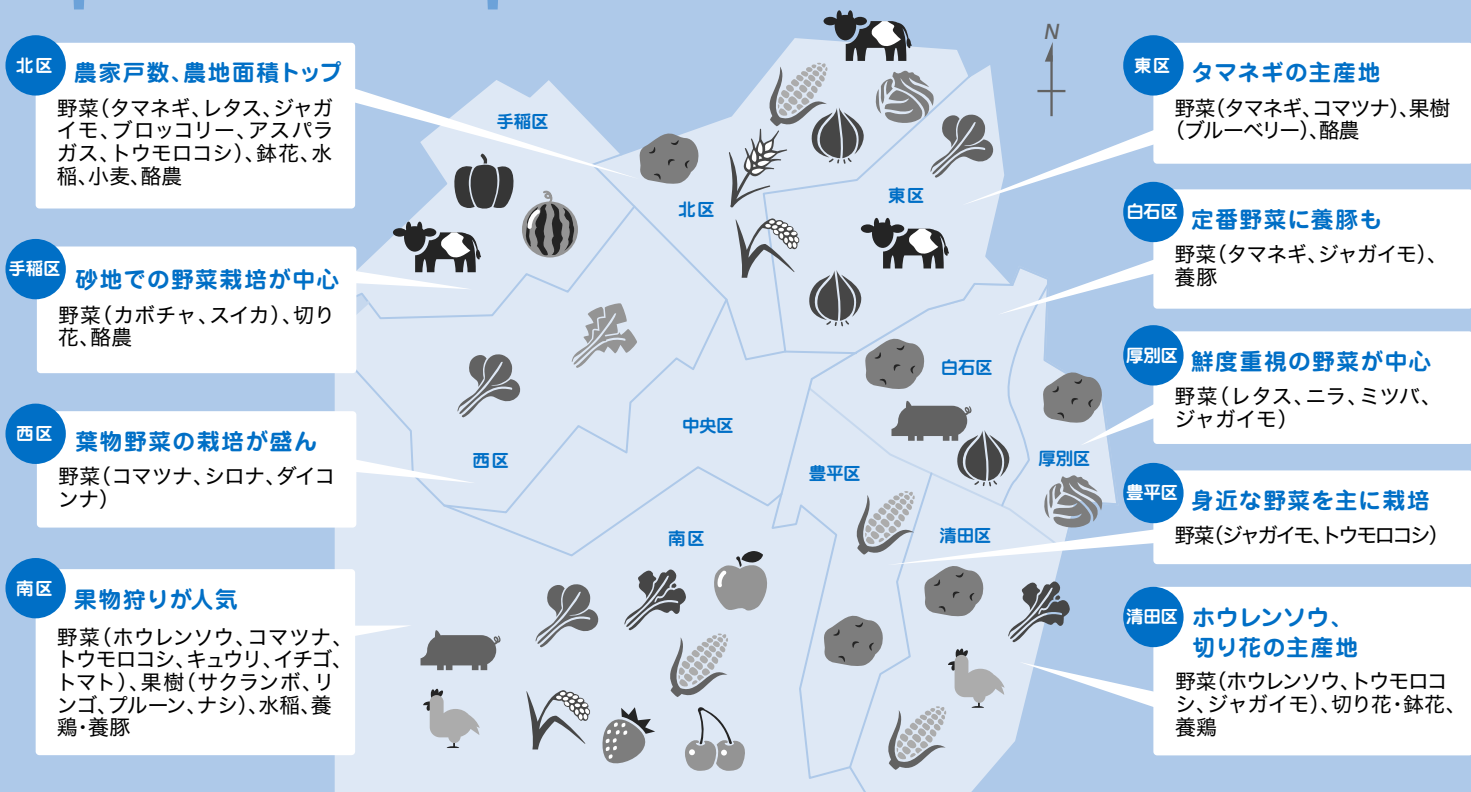 北区
農家戸数、農地面積トップ
野菜(タマネギ、レタス、ジャガ
イモ、ブロッコリー、アスパラ
ガス、トウモロコシ)、鉢花、水
稲、小麦、酪農
手稲区
砂地での野菜栽培が中心
野菜(カボチャ、スイカ)、切り
花、酪農
西区
葉物野菜の栽培が盛ん
野菜(コマツナ、シロナ、ダイコ
ンナ)
南区
果物狩りが人気
野菜(ホウレンソウ、コマツナ、
トウモロコシ、キュウリ、イチゴ、
トマト)、果樹(サクランボ、リ
ンゴ、プルーン、ナシ)、水稲、養
鶏・養豚
N
手稲区
北区
東区
白石区
中央区
西区
豊平区
厚別区
南区
清田区
東区
タマネギの主産地
野菜(タマネギ、コマツナ)、果樹
(ブルーベリー)、酪農
白石区
定番野菜に養豚も
野菜(タマネギ、ジャガイモ)、
養豚
厚別区
鮮度重視の野菜が中心
野菜(レタス、ニラ、ミツバ、
ジャガイモ)
豊平区
身近な野菜を主に栽培
野菜(ジャガイモ、トウモロコシ)
清田区
ホウレンソウ、
切り花の主産地
野菜(ホウレンソウ、トウモロコ
シ、ジャガイモ)、切り花・鉢花、
養鶏